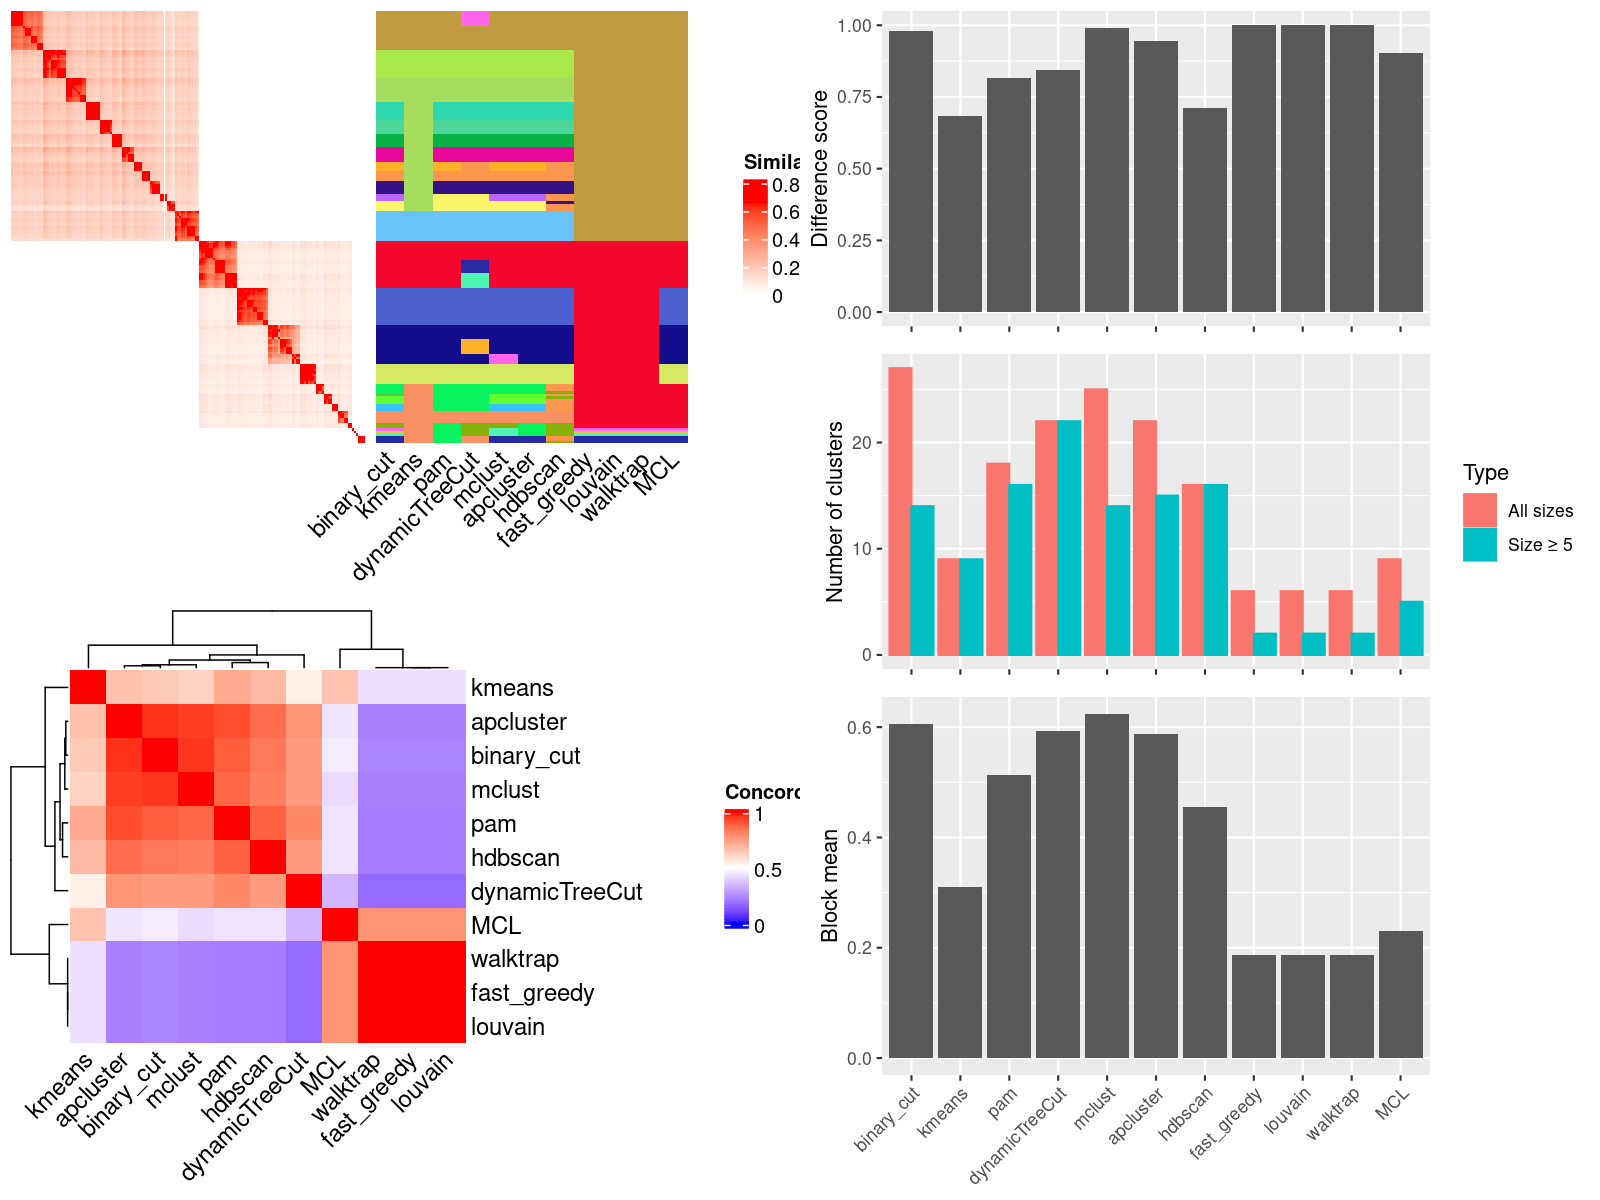 Simila
0.8
0.6
0.4
0.2
0
binary_cut
kmeans
pam
dynamicTreeCut
mclust
apcluster
hdbscan
fast_greedy
louvain
walktrap
MCL
kmeans
apcluster
binary_cut
mclust
pam
hdbscan
dynamicTreeCut
MCL
walktrap
fast_greedy
louvain
kmeans
apcluster
binary_cut
mclust
pam
hdbscan
dynamicTreeCut
MCL
walktrap
fast_greedy
louvain
Concord
1
0.5
0
Difference score
1.00
0.75
0.50
0.25
0.00
Number of clusters
20
10
0
Type
All sizes
Size ≥ 5
Block mean
0.6
0.4
0.2
0.0
binary_cut
kmeans
pam
dynamicTreeCut
mclust
apcluster
hdbscan
fast_greedy
louvain
walktrap
MCL